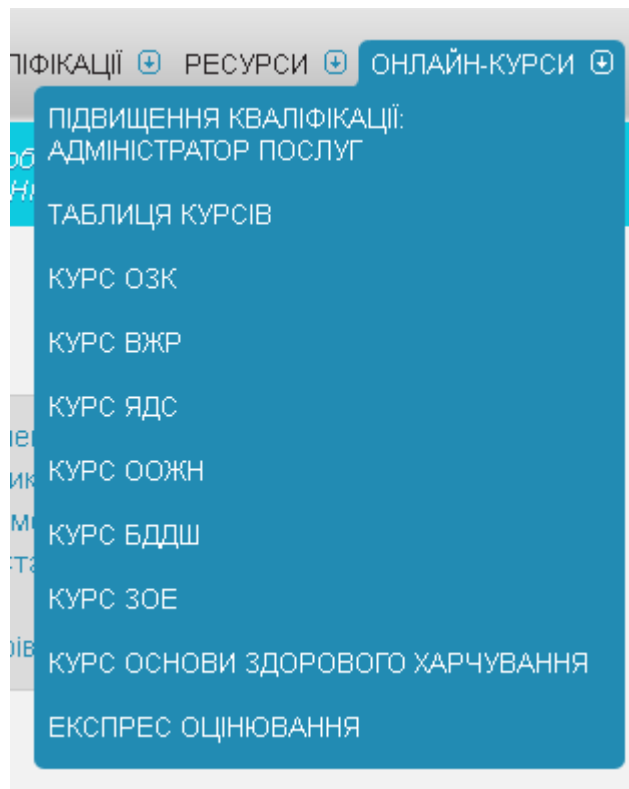 РЕСУРСИ ОНЛАЙН-КУРСИ
ПІДВИЩЕННЯ КВАЛІФІКАЦІЇ:
АДМІНІСТРАТОР ПОСЛУГ
ТАБЛИЦЯ КУРСІВ
КУРС ОЗК
КУРС ВЖР
КУРС ЯДС
КУРС ООЖН
КУРС БДДШ
КУРС ЗОЕ
КУРС ОСНОВИ ЗДОРОВОГО ХАРЧУВАННЯ
ЕКСПРЕС ОЦІНЮВАННЯ